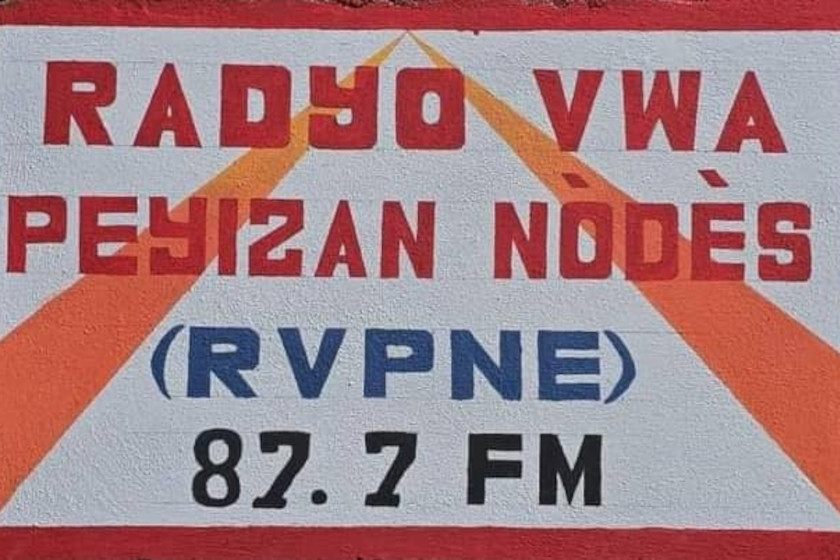 RADYO VWA
PEYIZAN NÒDÈS
(RVPNE)
87.7 FM